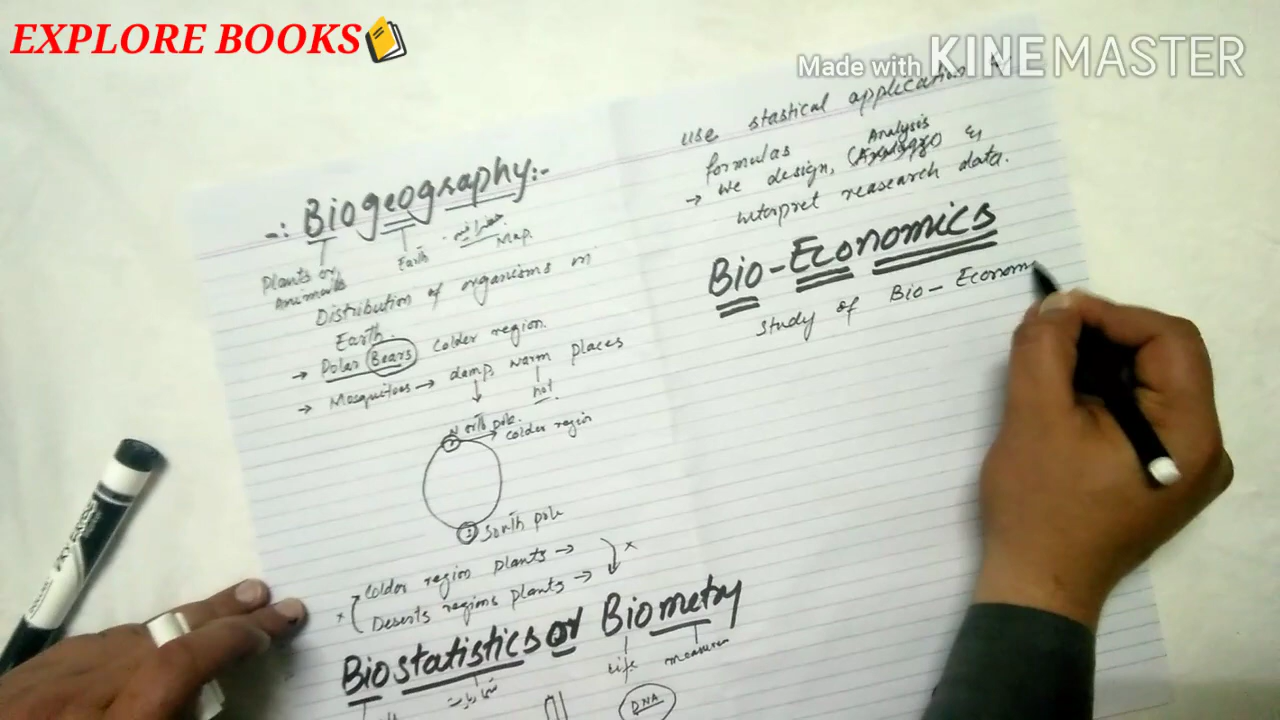 EXPLORE BOOKS
Made with KINEMASTER
-: Biogeography:-
Plants or Animals
Earth
Map.
Distribution of organisms in
Earth.
→ Polar Bears colder region.
→ Mosquitoes → damp, warm places
hot
North pole.
→ colder region
South pole
x colder region plants →
x
Deserts regions plants →
Biostatistics or Biometry
شماریات
Life
measure
DNA
use stastical application &
formulas
Analysis
→ we design, &
interpret reasearch data.
Bio-Economics
study of Bio- Econom